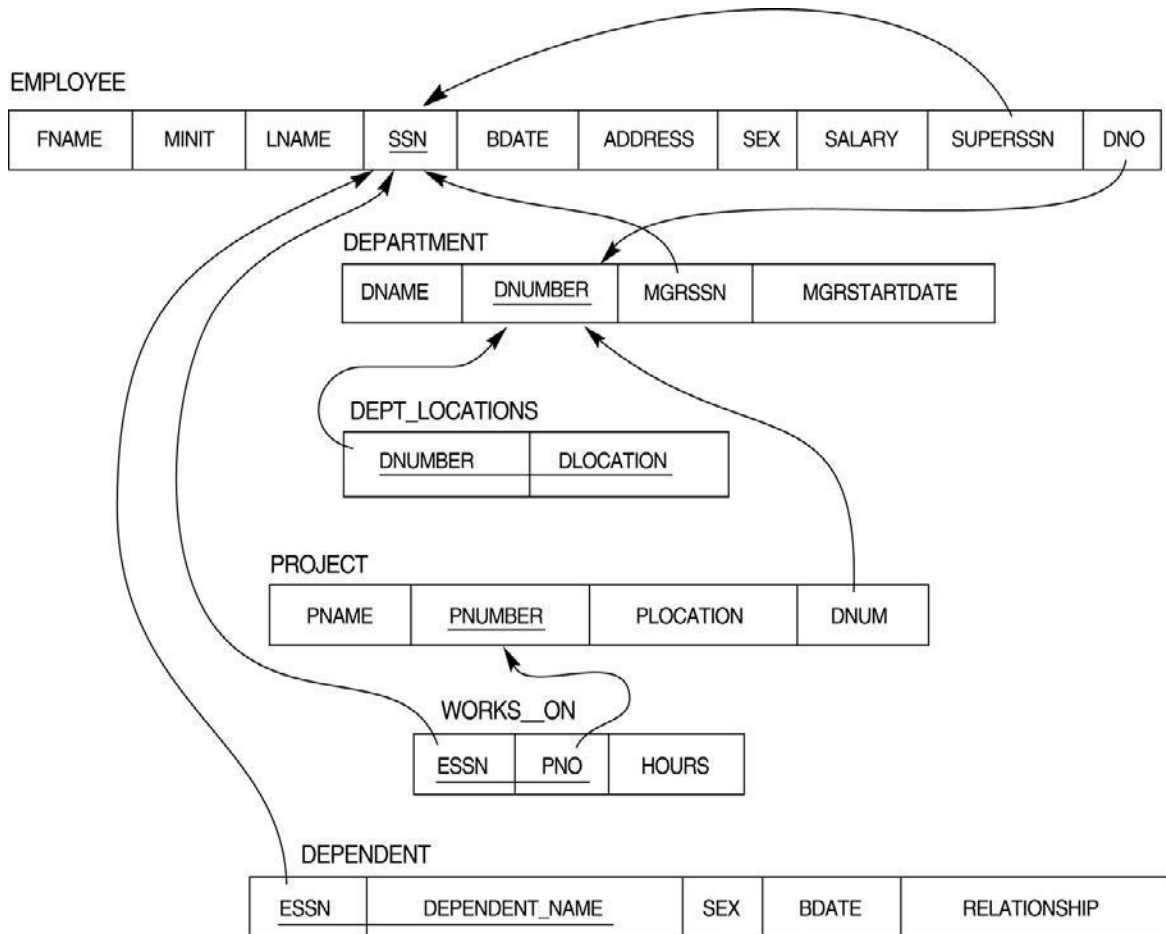 EMPLOYEE
FNAME MINIT LNAME SSN BDATE ADDRESS SEX SALARY SUPERSSN DNO
DEPARTMENT
DNAME DNUMBER MGRSSN MGRSTARTDATE
DEPT_LOCATIONS
DNUMBER DLOCATION
PROJECT
PNAME PNUMBER PLOCATION DNUM
WORKS__ON
ESSN PNO HOURS
DEPENDENT
ESSN DEPENDENT_NAME SEX BDATE RELATIONSHIP